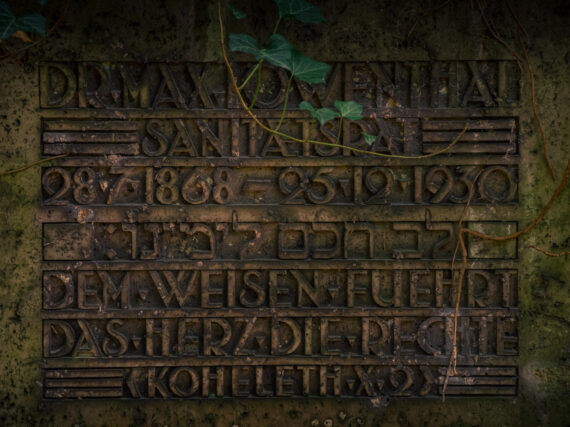 DR·MAX·LOWENTHAL
SANITATSRAT
28·7·1868 – 25·12·1930
לב חכם לימינו
DEM·WEISEN·FUEHRT
DAS·HERZ·DIE·RECHTE
<KOHELETH·X·2>